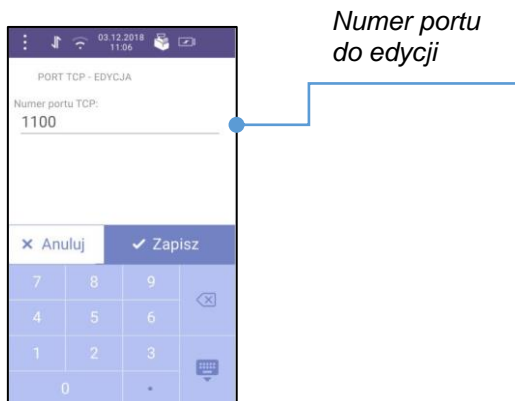 Numer portu
do edycji
03.12.2018
11:06
PORT TCP - EDYCJA
Numer portu TCP:
1100
× Anuluj ✓ Zapisz
7 8 9
4 5 6
1 2 3
0 .